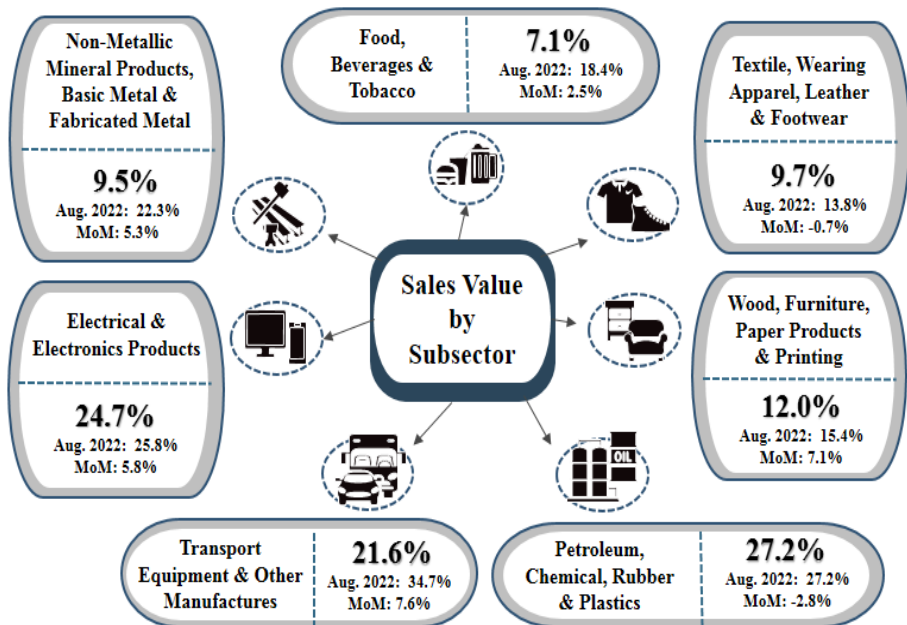 Non-Metallic
Mineral Products,
Basic Metal &
Fabricated Metal
9.5%
Aug. 2022: 22.3%
MoM: 5.3%
Food,
Beverages &
Tobacco
7.1%
Aug. 2022: 18.4%
MoM: 2.5%
Textile, Wearing
Apparel, Leather
& Footwear
9.7%
Aug. 2022: 13.8%
MoM: -0.7%
Sales Value
by
Subsector
Electrical &
Electronics Products
24.7%
Aug. 2022: 25.8%
MoM: 5.8%
Wood, Furniture,
Paper Products
& Printing
12.0%
Aug. 2022: 15.4%
MoM: 7.1%
OIL
Transport
Equipment & Other
Manufactures
21.6%
Aug. 2022: 34.7%
MoM: 7.6%
Petroleum,
Chemical, Rubber
& Plastics
27.2%
Aug. 2022: 27.2%
MoM: -2.8%